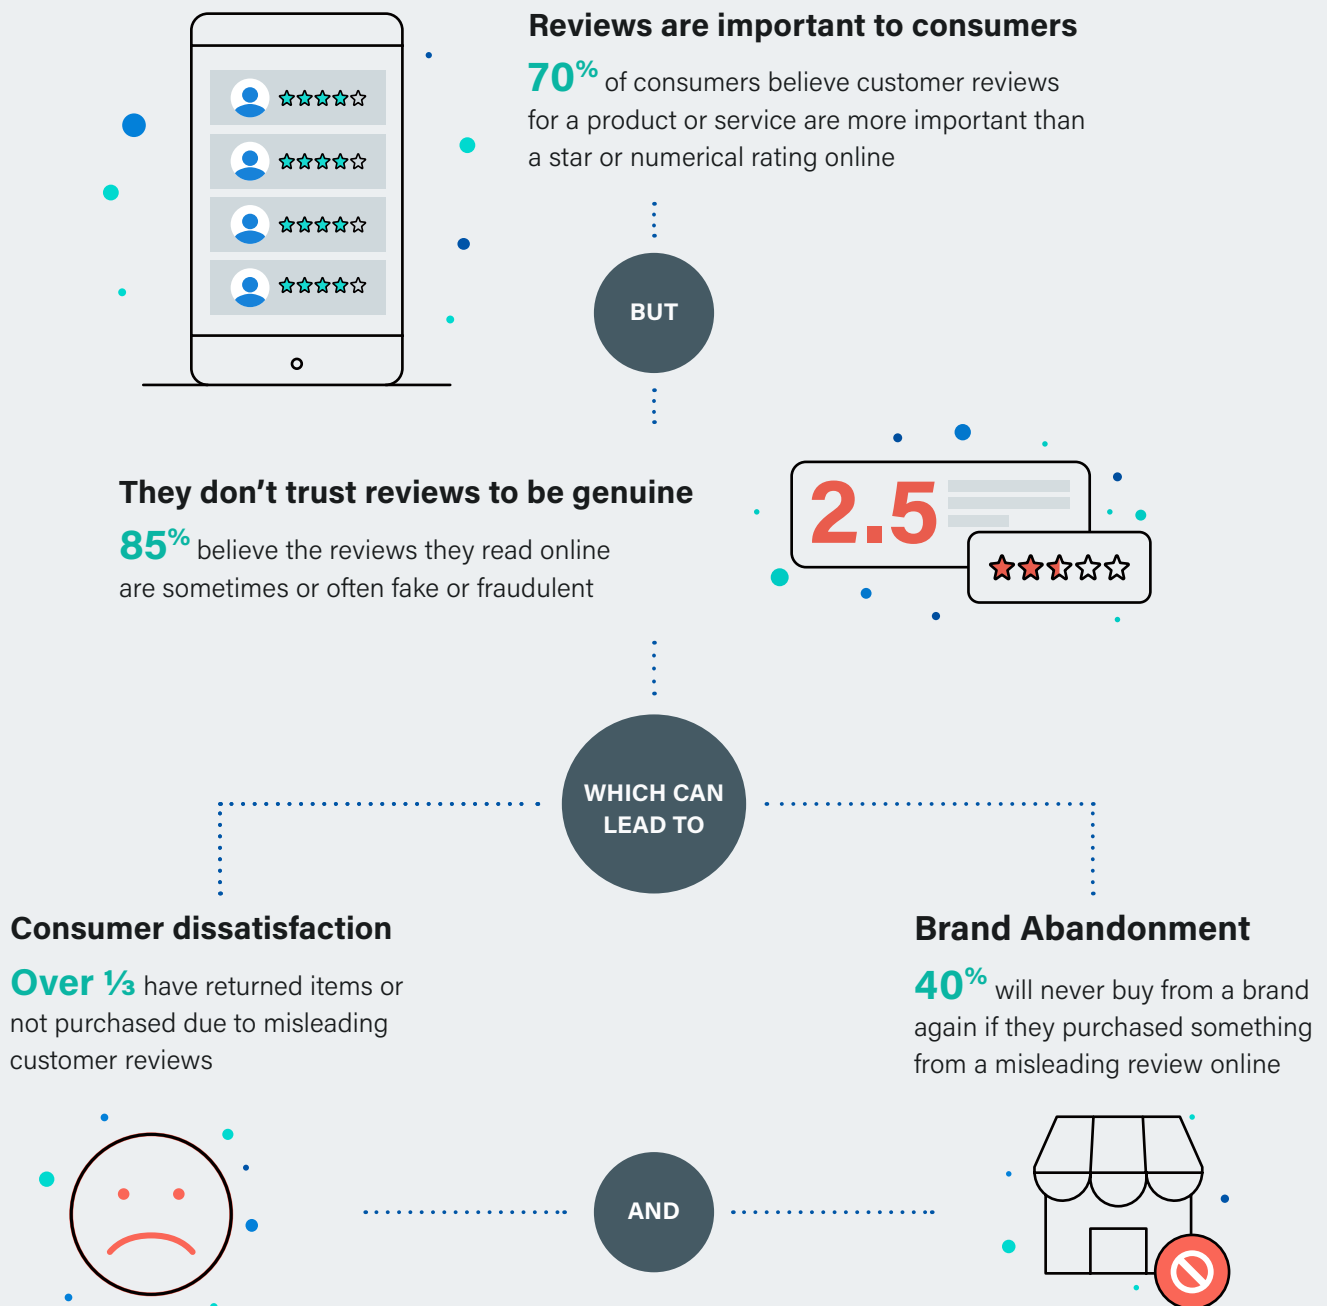 Reviews are important to consumers
70% of consumers believe customer reviews
for a product or service are more important than
a star or numerical rating online
BUT
They don’t trust reviews to be genuine
85% believe the reviews they read online
are sometimes or often fake or fraudulent
2.5
WHICH CAN
LEAD TO
Consumer dissatisfaction
Over ⅓ have returned items or
not purchased due to misleading
customer reviews
Brand Abandonment
40% will never buy from a brand
again if they purchased something
from a misleading review online
AND